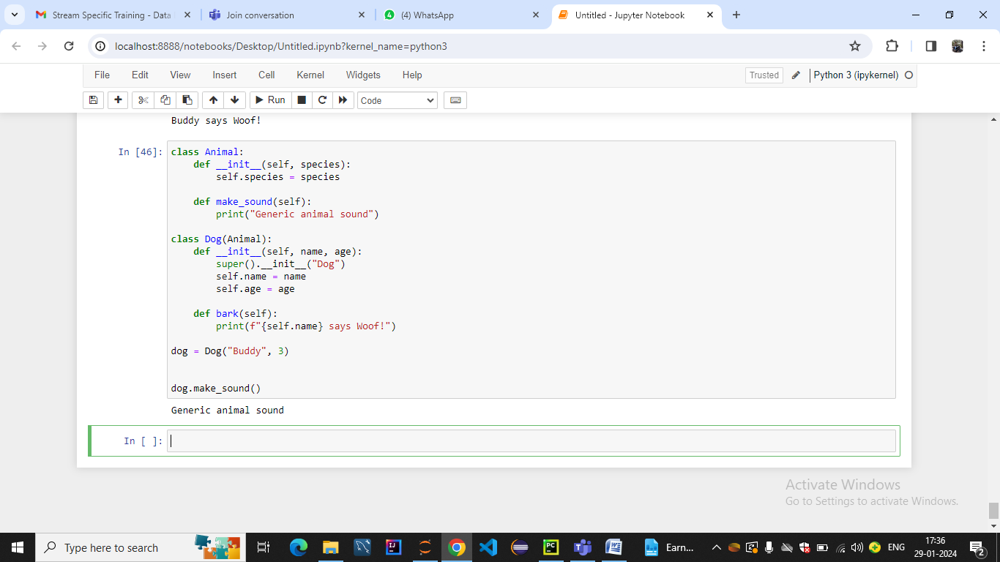 Stream Specific Training - Data
Join conversation
(4) WhatsApp
Untitled - Jupyter Notebook
localhost:8888/notebooks/Desktop/Untitled.ipynb?kernel_name=python3
File Edit View Insert Cell Kernel Widgets Help
Trusted
Python 3 (ipykernel)
Run
Code
Buddy says Woof!
In [46]:
class Animal:
    def __init__(self, species):
        self.species = species

    def make_sound(self):
        print("Generic animal sound")

class Dog(Animal):
    def __init__(self, name, age):
        super().__init__("Dog")
        self.name = name
        self.age = age

    def bark(self):
        print(f"{self.name} says Woof!")

dog = Dog("Buddy", 3)


dog.make_sound()
Generic animal sound
In [ ]:
Activate Windows
Go to Settings to activate Windows.
Type here to search
Earn...
ENG
17:36
29-01-2024
2